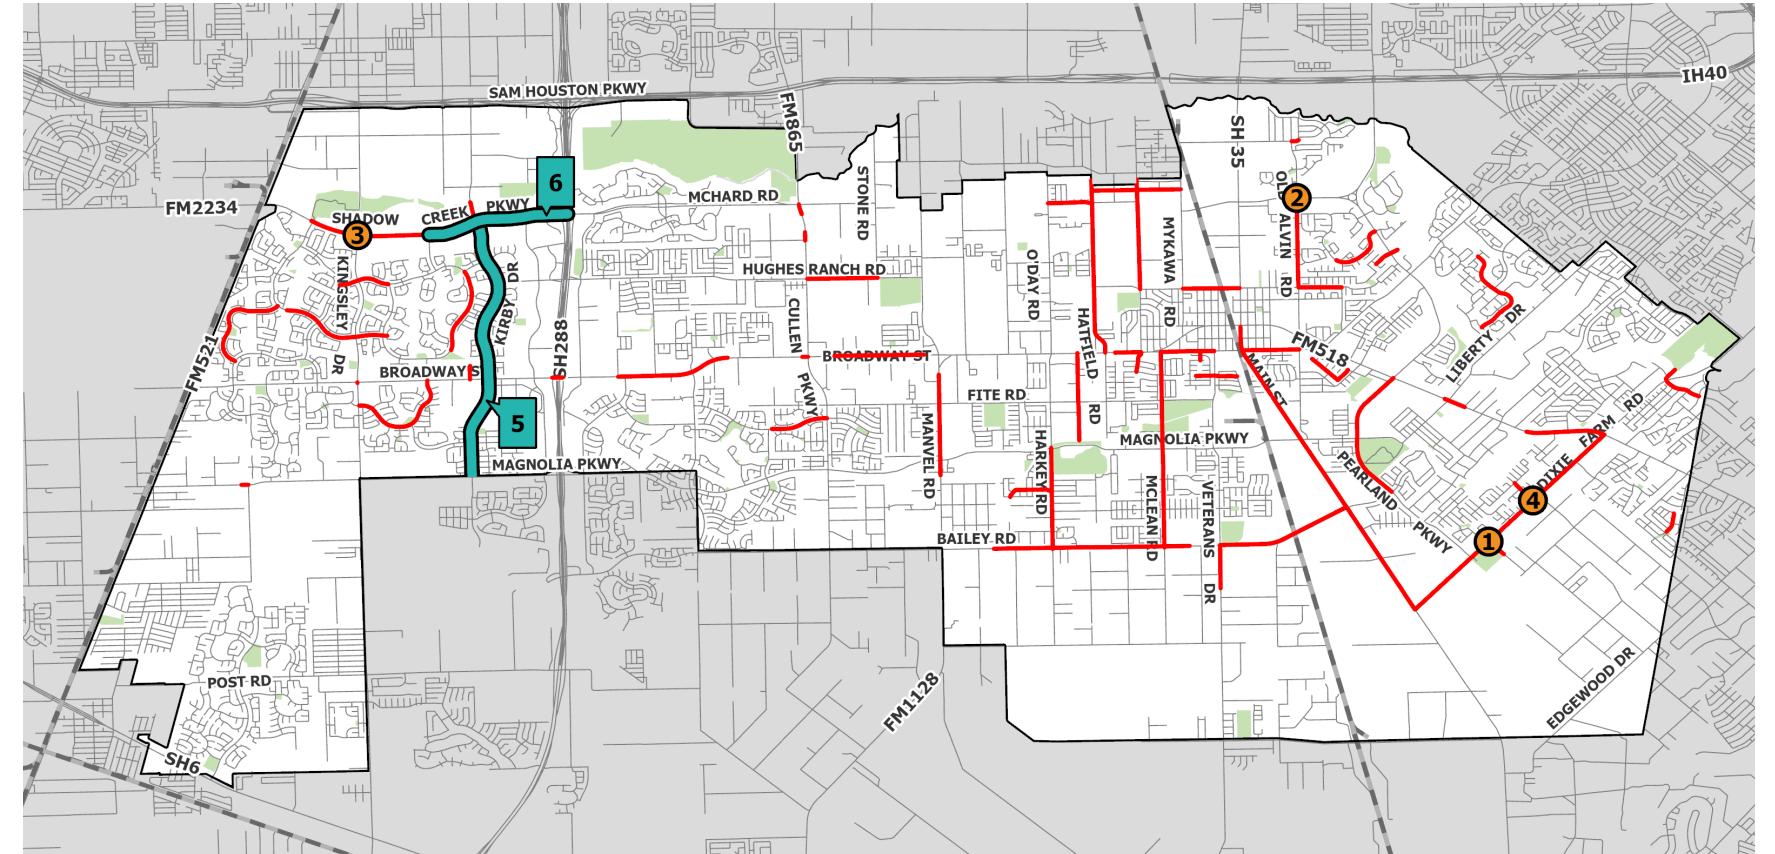 SAM HOUSTON PKWY
IH40
FM865
SH 35
6
STONE RD
MCHARD RD
FM2234
SHADOW
CREEK
PKWY
3
OLD
ALVIN
RD
2
MYKAWA
RD
KINGSLEY
DR
KIRBY
DR
HUGHES RANCH RD
O'DAY RD
CULLEN
PKWY
HATFIELD
RD
FM521
SH288
BROADWAY S
BROADWAY ST
FM518
LIBERTY DR
MAIN ST
FITE RD
5
MANVEL RD
HARKEY RD
MAGNOLIA PKWY
MAGNOLIA PKWY
FARM RD
DIXIE
4
PEARLAND
PKWY
1
MCLEAN RD
VETERANS
DR
BAILEY RD
POST RD
SH6
FM1128
EDGEWOOD DR